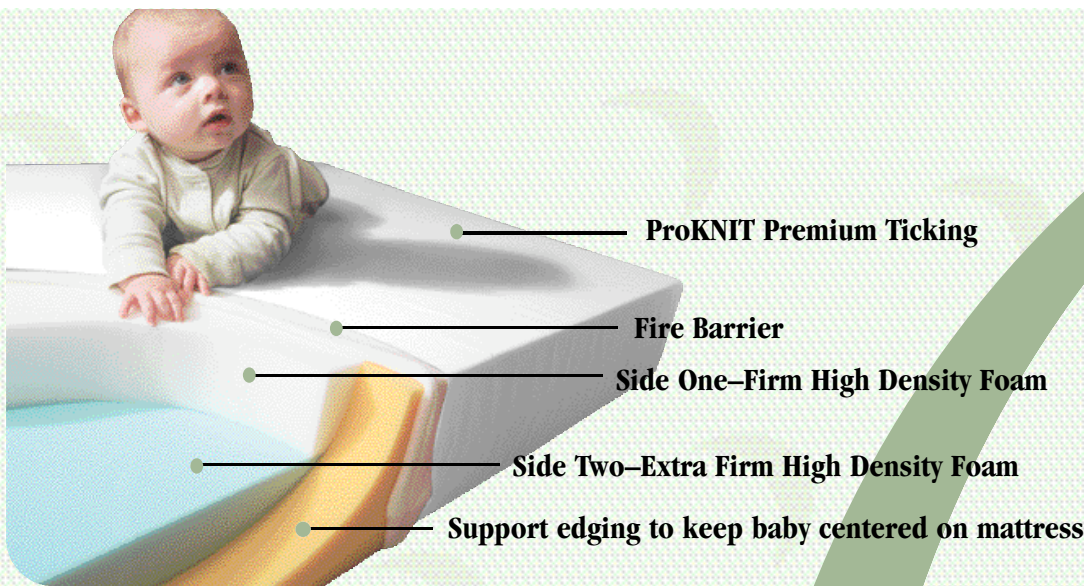 ProKNIT Premium Ticking
Fire Barrier
Side One–Firm High Density Foam
Side Two–Extra Firm High Density Foam
Support edging to keep baby centered on mattress